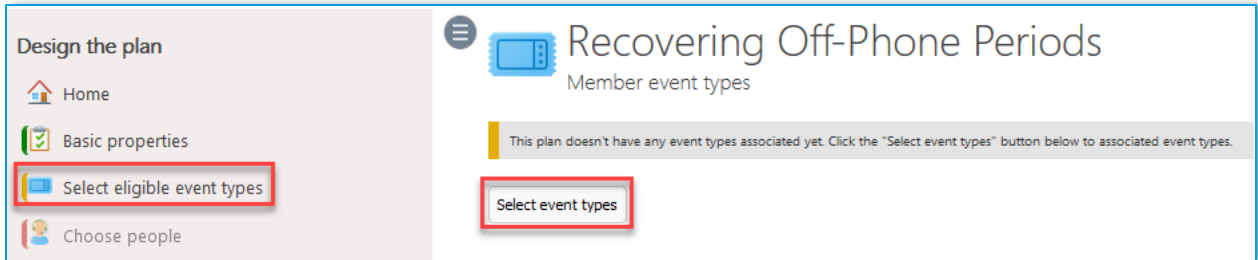 Design the plan
Home
Basic properties
Select eligible event types
Choose people
Recovering Off-Phone Periods
Member event types
This plan doesn't have any event types associated yet. Click the "Select event types" button below to associated event types.
Select event types